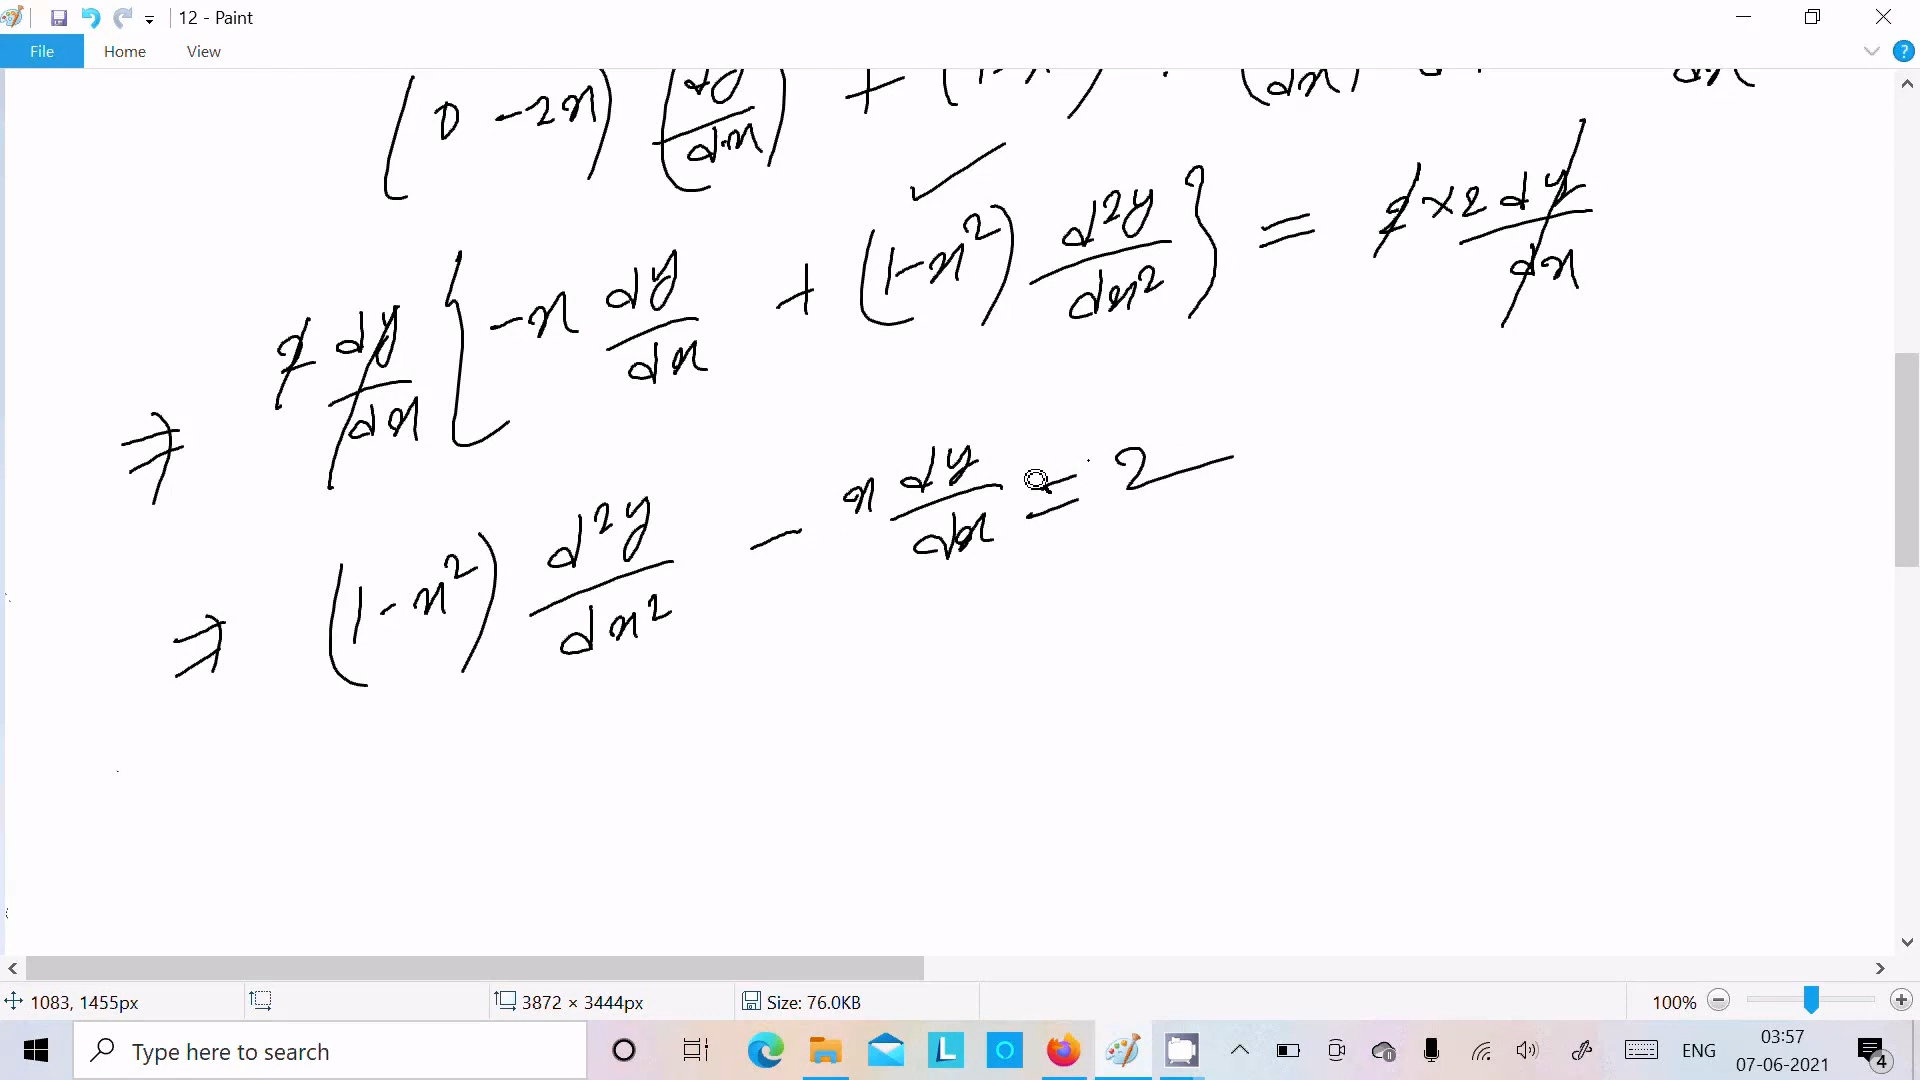 12 - Paint
File Home View
(0 - 2x) (dy/dx) + (1-x
⇒ 2 dy/dx { -x dy/dx + (1-x²) d²y/dx² } = 2 × 2 dy/dx
⇒ (1-x²) d²y/dx² - x dy/dx = 2
1083, 1455px 3872 × 3444px Size: 76.0KB 100%
Type here to search ENG 03:57
07-06-2021 4